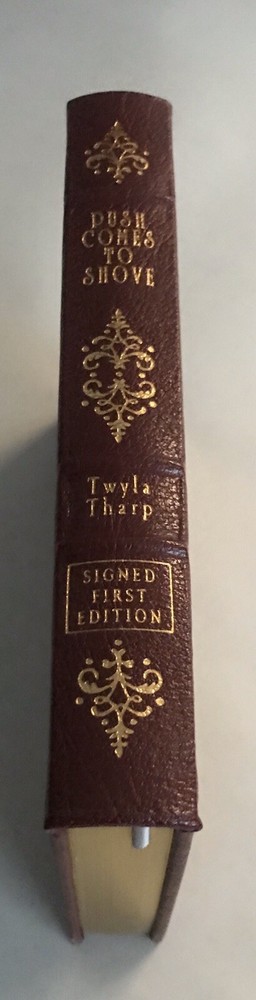 PUSH
COMES
TO
SHOVE
Twyla
Tharp
SIGNED
FIRST
EDITION